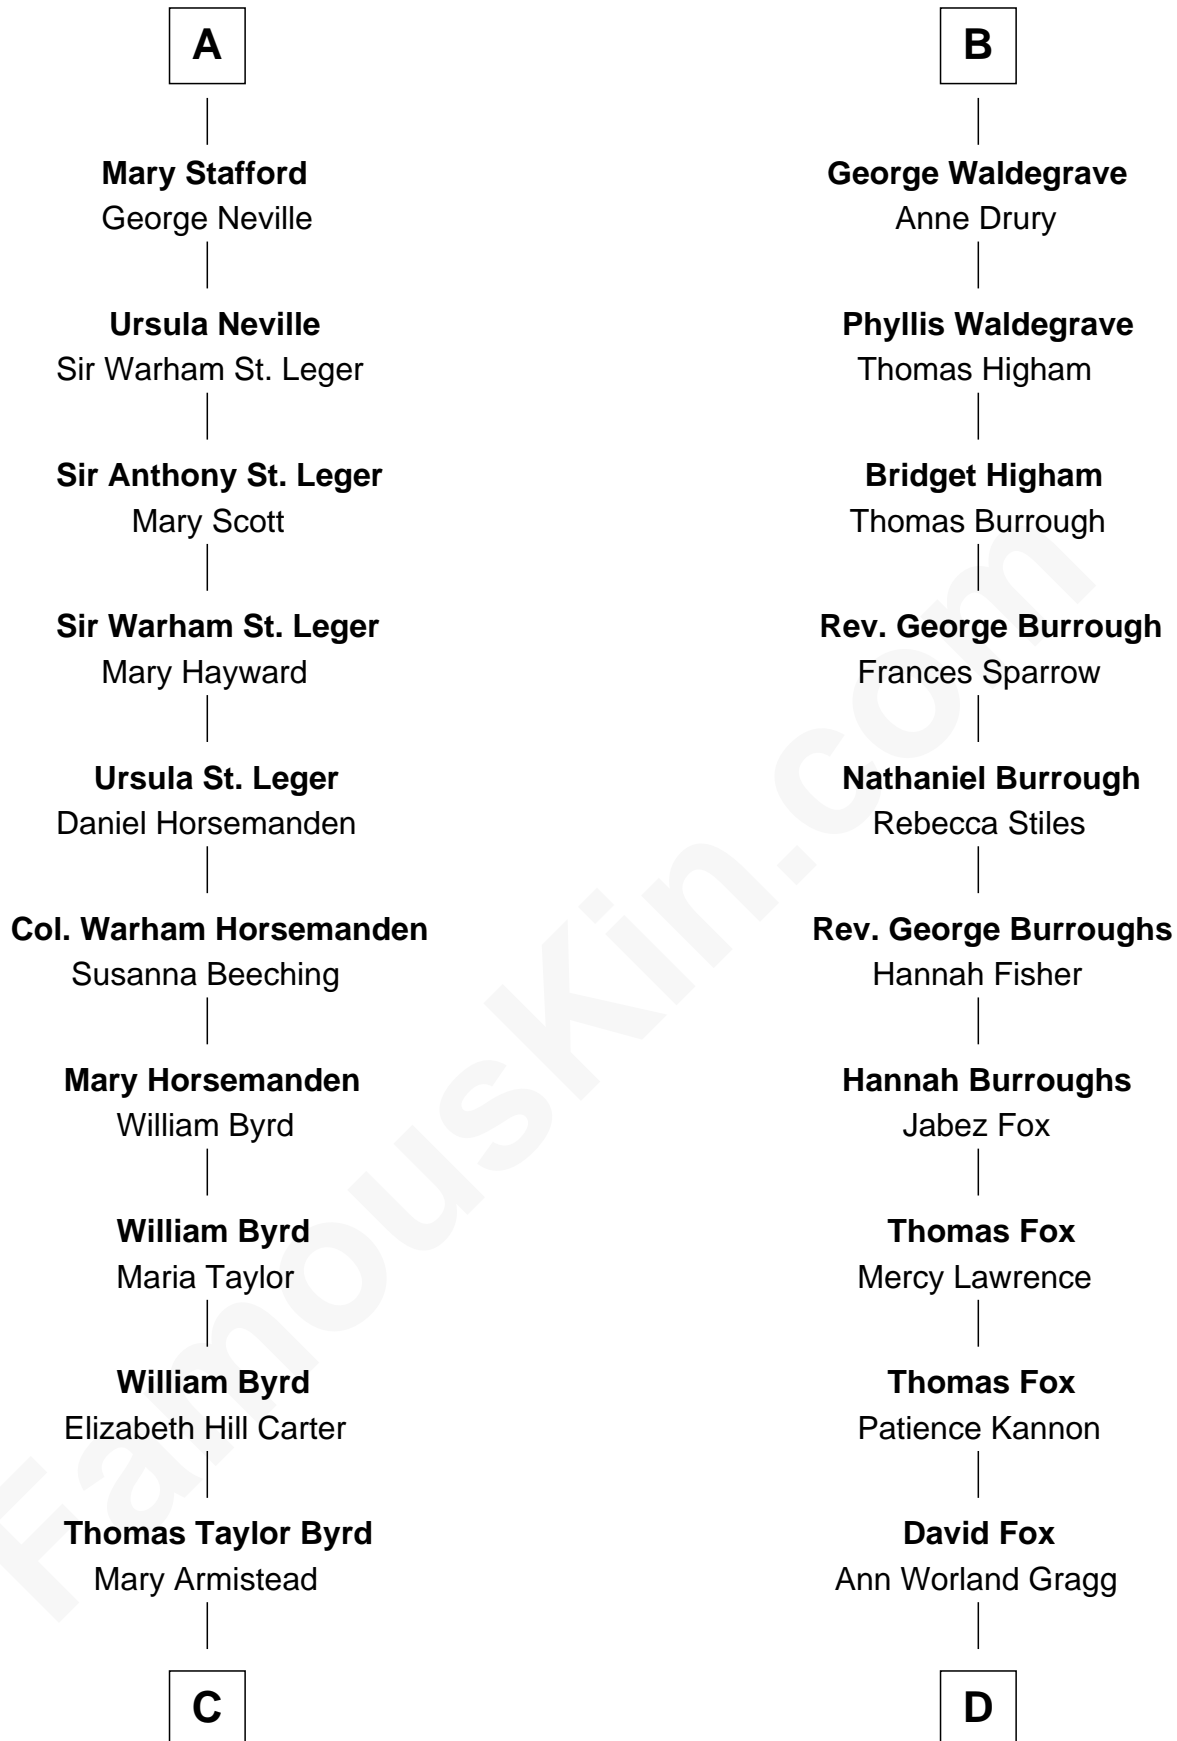 A
Mary Stafford
George Neville
Ursula Neville
Sir Warham St. Leger
Sir Anthony St. Leger
Mary Scott
Sir Warham St. Leger
Mary Hayward
Ursula St. Leger
Daniel Horsemanden
Col. Warham Horsemanden
Susanna Beeching
Mary Horsemanden
William Byrd
William Byrd
Maria Taylor
William Byrd
Elizabeth Hill Carter
Thomas Taylor Byrd
Mary Armistead
C
B
George Waldegrave
Anne Drury
Phyllis Waldegrave
Thomas Higham
Bridget Higham
Thomas Burrough
Rev. George Burrough
Frances Sparrow
Nathaniel Burrough
Rebecca Stiles
Rev. George Burroughs
Hannah Fisher
Hannah Burroughs
Jabez Fox
Thomas Fox
Mercy Lawrence
Thomas Fox
Patience Kannon
David Fox
Ann Worland Gragg
D
FamousKin.com